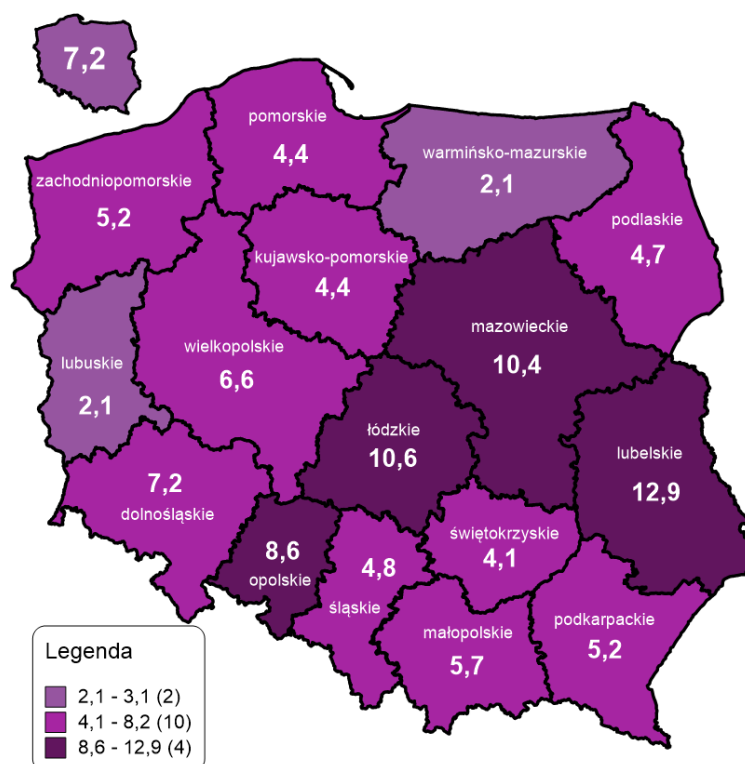 7,2
pomorskie
4,4
warmińsko-mazurskie
2,1
zachodniopomorskie
5,2
podlaskie
4,7
kujawsko-pomorskie
4,4
mazowieckie
10,4
wielkopolskie
6,6
lubuskie
2,1
łódzkie
10,6
lubelskie
12,9
7,2
dolnośląskie
8,6
opolskie
4,8
śląskie
świętokrzyskie
4,1
małopolskie
5,7
podkarpackie
5,2
Legenda
2,1 - 3,1 (2)
4,1 - 8,2 (10)
8,6 - 12,9 (4)